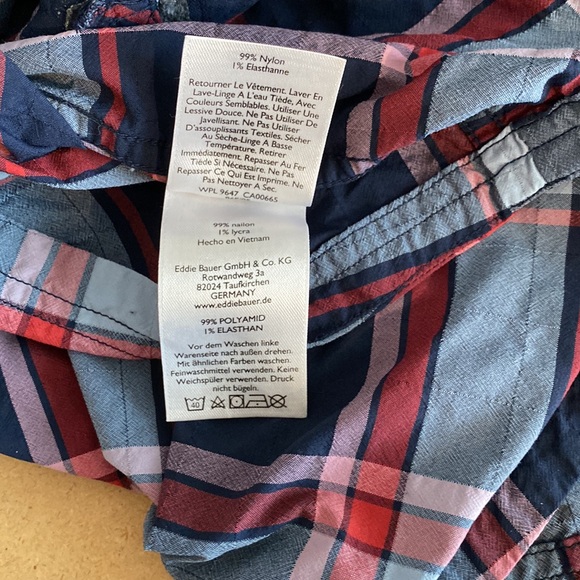 99% Nylon
1% Elasthanne
Retourner Le Vêtement. Laver En
Lave-Linge A L'eau Tiède, Avec
Couleurs Semblables. Utiliser Une
Lessive Douce. Ne Pas Utiliser De
Javellisant. Ne Pas Utiliser
D'assouplissants Textiles. Sécher
Au Sèche-Linge A Basse
Température, Retirer
Immédiatement. Repasser Au Fer
Tiède Si Nécessaire. Ne Pas
Repasser Ce Qui Est Imprime. Ne
Pas Nettoyer A Sec.
WPL 9647 CA00665
99% nailon
1% lycra
Hecho en Vietnam
Eddie Bauer GmbH & Co. KG
Rotwandweg 3a
82024 Taufkirchen
GERMANY
www.eddiebauer.de
99% POLYAMID
1% ELASTHAN
Vor dem Waschen linke
Warenseite nach außen drehen.
Mit ähnlichen Farben waschen.
Feinwaschmittel verwenden. Keine
Weichspüler verwenden. Druck
nicht bügeln.
40